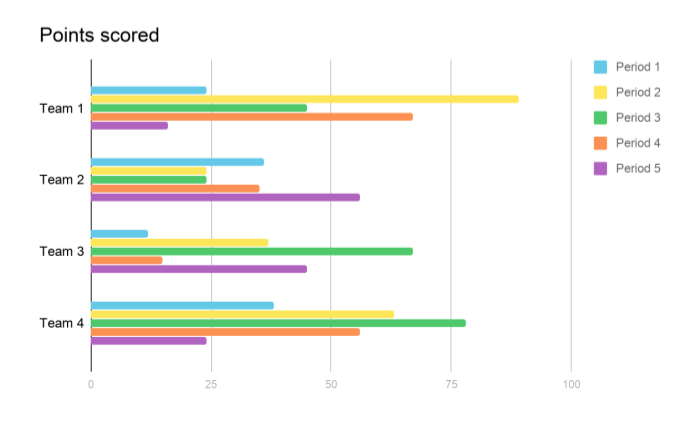 Points scored
Period 1
Period 2
Period 3
Period 4
Period 5
Team 1
Team 2
Team 3
Team 4
0 25 50 75 100